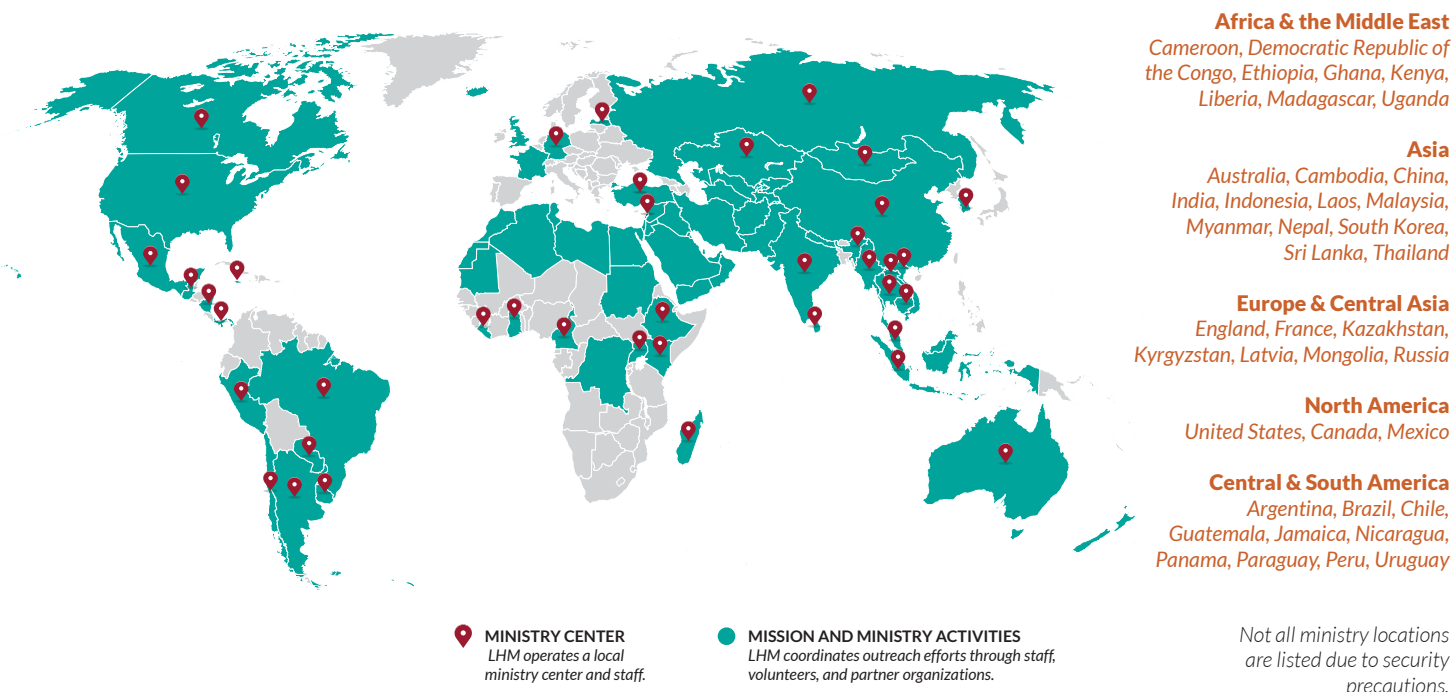 Africa & the Middle East
Cameroon, Democratic Republic of
the Congo, Ethiopia, Ghana, Kenya,
Liberia, Madagascar, Uganda
Asia
Australia, Cambodia, China,
India, Indonesia, Laos, Malaysia,
Myanmar, Nepal, South Korea,
Sri Lanka, Thailand
Europe & Central Asia
England, France, Kazakhstan,
Kyrgyzstan, Latvia, Mongolia, Russia
North America
United States, Canada, Mexico
Central & South America
Argentina, Brazil, Chile,
Guatemala, Jamaica, Nicaragua,
Panama, Paraguay, Peru, Uruguay
MINISTRY CENTER
LHM operates a local
ministry center and staff.
MISSION AND MINISTRY ACTIVITIES
LHM coordinates outreach efforts through staff,
volunteers, and partner organizations.
Not all ministry locations
are listed due to security
precautions.